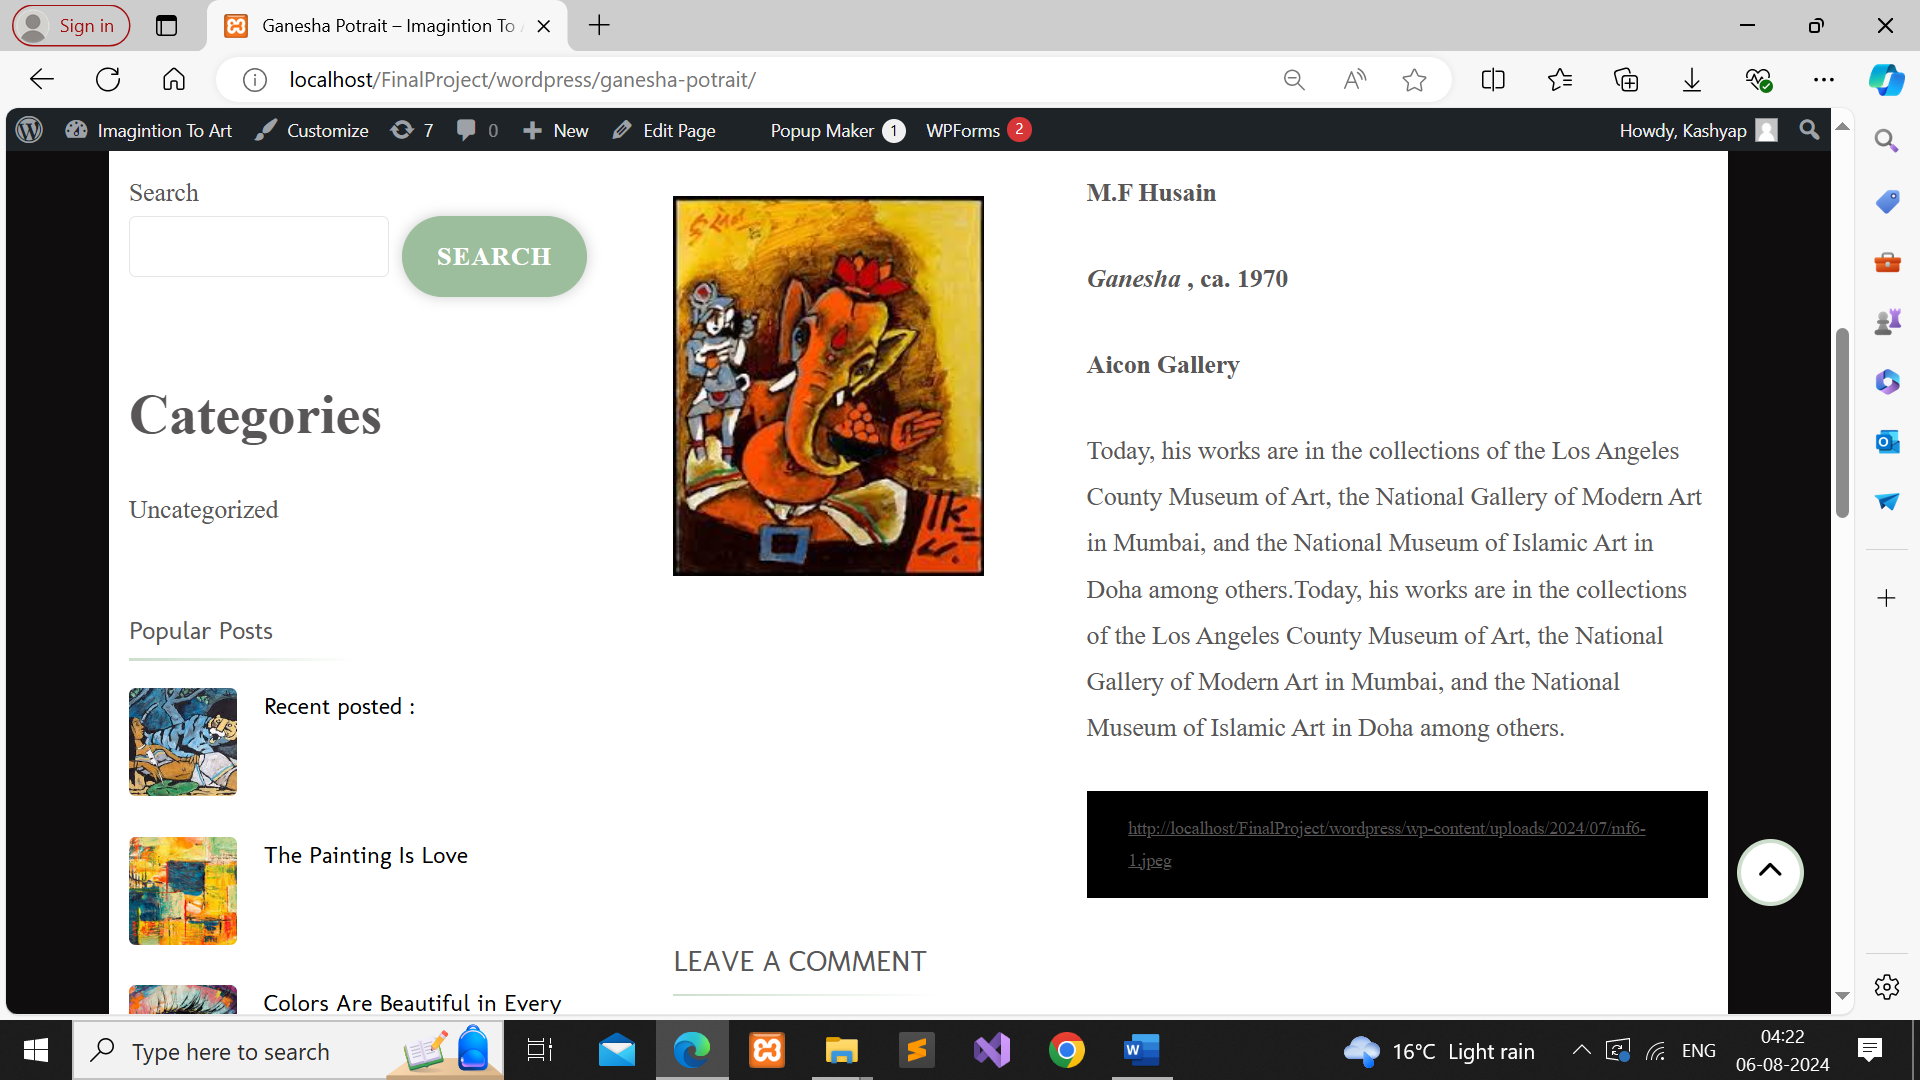 Sign in
Ganesha Potrait – Imagintion To
localhost/FinalProject/wordpress/ganesha-potrait/
Imagintion To Art
Customize
7
0
New
Edit Page
Popup Maker 1
WPForms 2
Howdy, Kashyap
Search
SEARCH
Categories
Uncategorized
Popular Posts
Recent posted :
The Painting Is Love
Colors Are Beautiful in Every
M.F Husain
Ganesha , ca. 1970
Aicon Gallery
Today, his works are in the collections of the Los Angeles
County Museum of Art, the National Gallery of Modern Art
in Mumbai, and the National Museum of Islamic Art in
Doha among others.Today, his works are in the collections
of the Los Angeles County Museum of Art, the National
Gallery of Modern Art in Mumbai, and the National
Museum of Islamic Art in Doha among others.
http://localhost/FinalProject/wordpress/wp-content/uploads/2024/07/mf6-
1.jpeg
LEAVE A COMMENT
Type here to search
16°C Light rain
ENG
04:22
06-08-2024